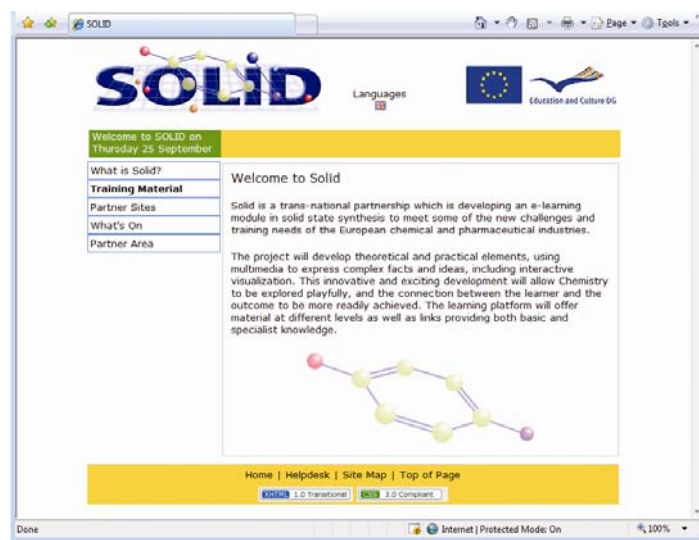 SOLID
Page
Tools
SOLID
Languages
Education and Culture DG
Welcome to SOLID on
Thursday 25 September
What is Solid?
Training Material
Partner Sites
What's On
Partner Area
Welcome to Solid
Solid is a trans-national partnership which is developing an e-learning
module in solid state synthesis to meet some of the new challenges and
training needs of the European chemical and pharmaceutical industries.
The project will develop theoretical and practical elements, using
multimedia to express complex facts and ideas, including interactive
visualization. This innovative and exciting development will allow Chemistry
to be explored playfully, and the connection between the learner and the
outcome to be more readily achieved. The learning platform will offer
material at different levels as well as links providing both basic and
specialist knowledge.
Home | Helpdesk | Site Map | Top of Page
XHTML 1.0 Transitional CSS 3.0 Compliant
Done
Internet | Protected Mode: On
100%